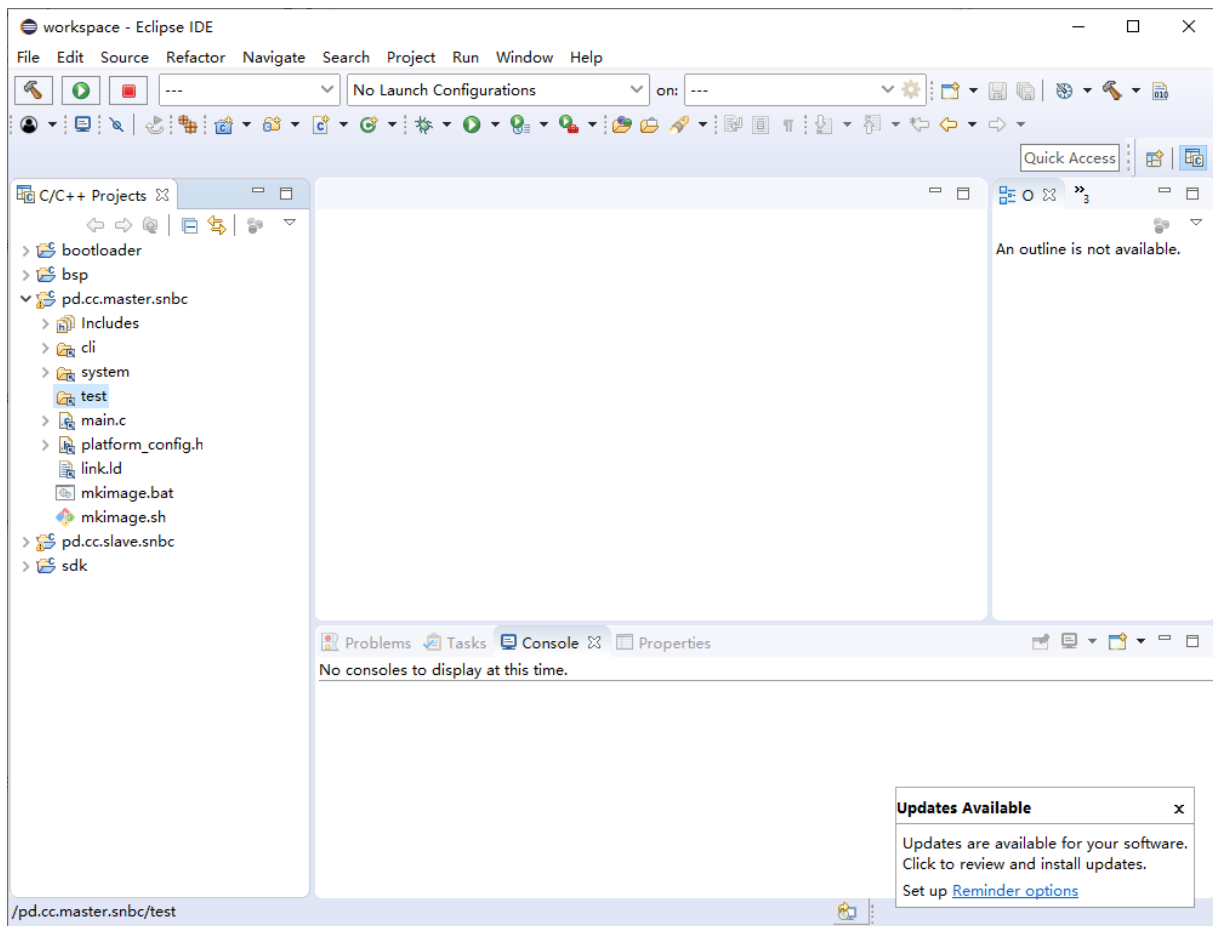 workspace - Eclipse IDE
File Edit Source Refactor Navigate Search Project Run Window Help
--- No Launch Configurations on: ---
010
Quick Access
C/C++ Projects
O »3
An outline is not available.
bootloader
bsp
pd.cc.master.snbc
Includes
cli
system
test
main.c
platform_config.h
link.ld
mkimage.bat
mkimage.sh
pd.cc.slave.snbc
sdk
Problems Tasks Console Properties
No consoles to display at this time.
Updates Available x
Updates are available for your software.
Click to review and install updates.
Set up Reminder options
/pd.cc.master.snbc/test